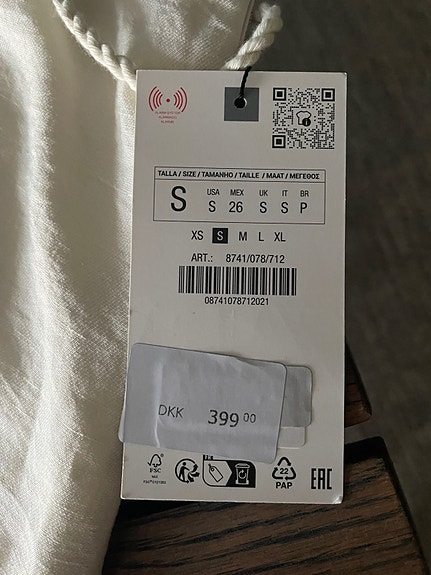 TALLA / SIZE / TAMANHO / TAILLE / MAAT / ΜΕΓΕΘΟΣ
S
USA MEX UK IT BR
S 26 S S P
XS S M L XL
ART.: 8741/078/712
08741078712021
DKK 399 00
FSC
22
PAP
EAC